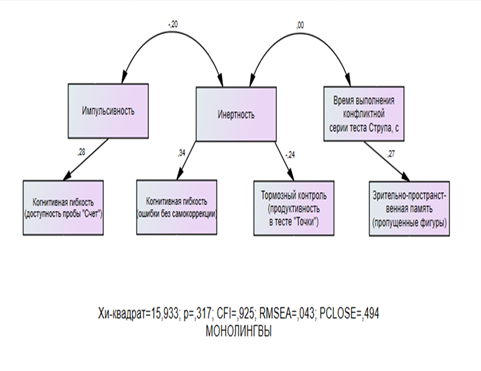 -,20
,00
Импульсивность
Инертность
Время выполнения
конфликтной
серии теста Струпа, с
,28
,34
-,24
,27
Когнитивная гибкость
(доступность пробы "Счет")
Когнитивная гибкость
(ошибки без самокоррекции)
Тормозный контроль
(продуктивность
в тесте "Точки")
Зрительно-пространст-
венная память
(пропущенные фигуры)
Хи-квадрат=15,933; p=,317; CFI=,925; RMSEA=,043; PCLOSE=,494
МОНОЛИНГВЫ